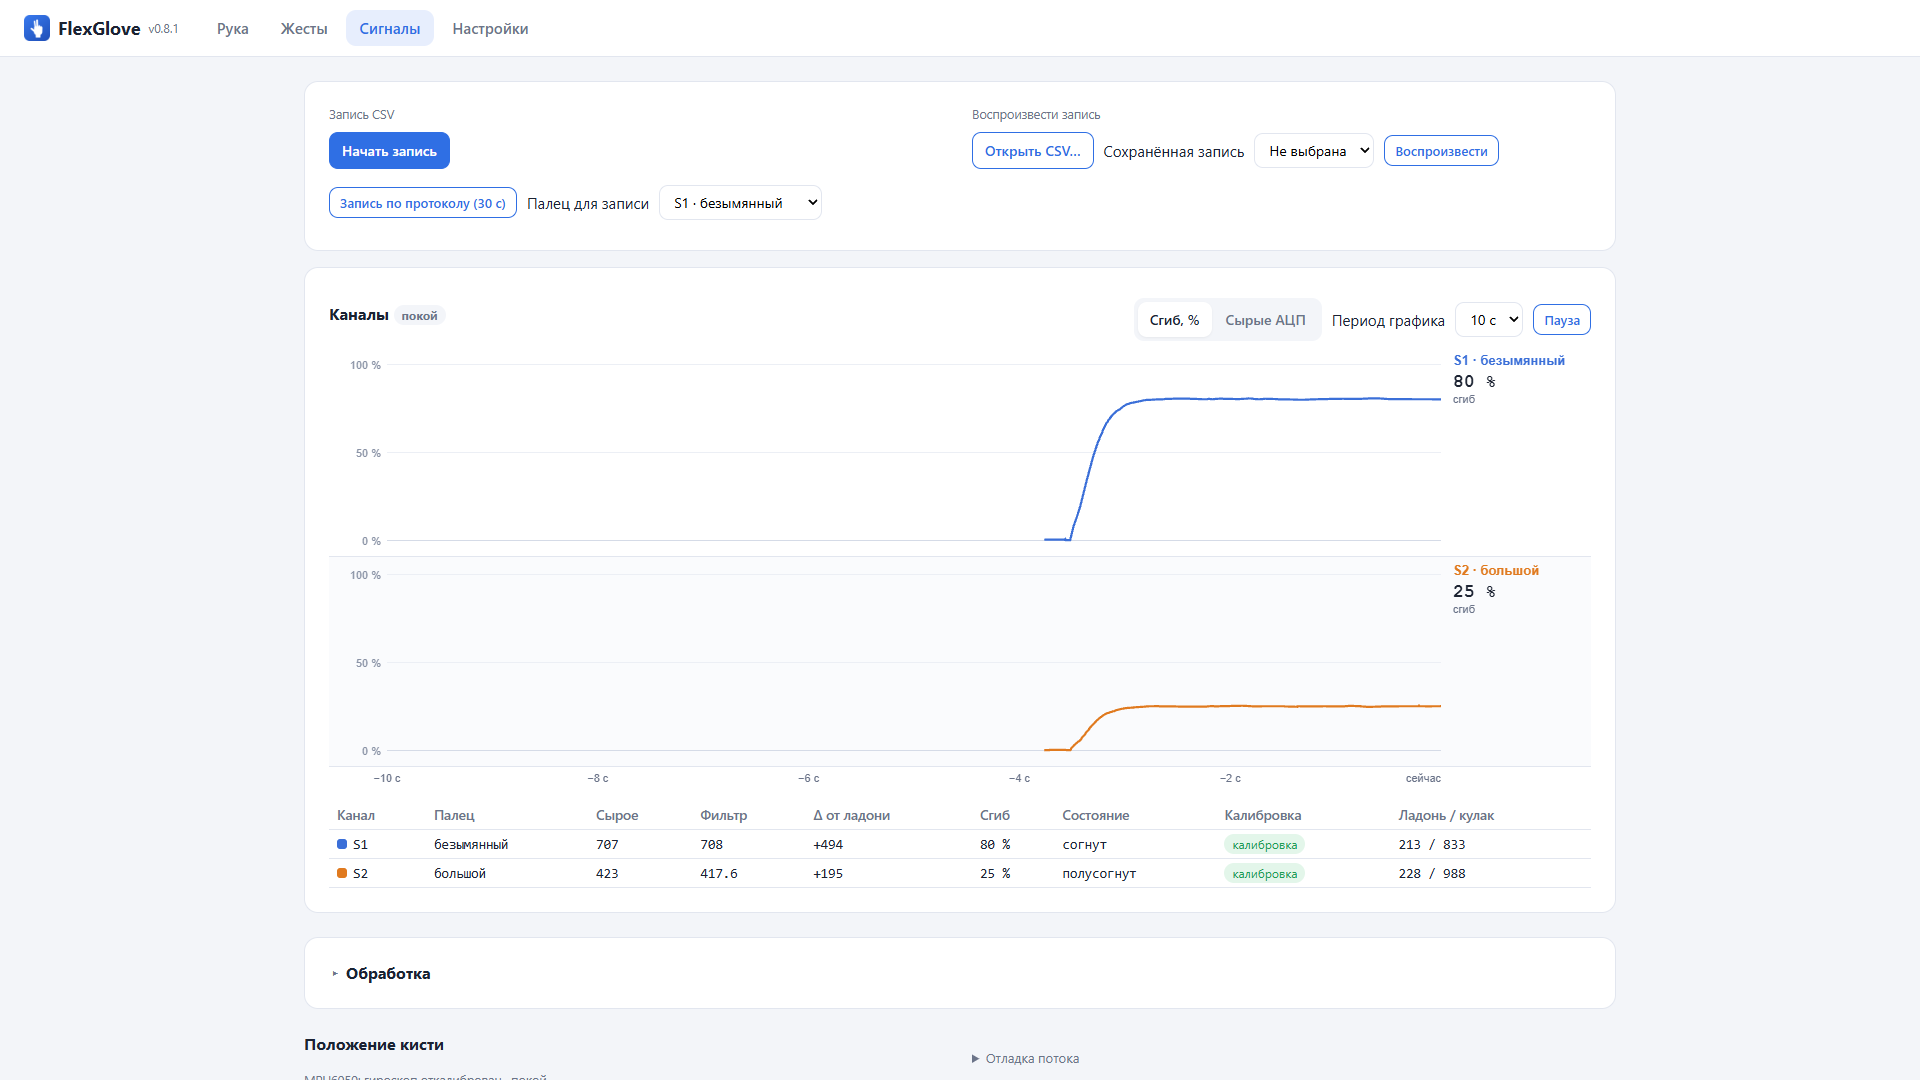 FlexGlove v0.8.1 Рука Жесты Сигналы Настройки
Запись CSV
Начать запись
Запись по протоколу (30 с) Палец для записи S1 · безымянный
Воспроизвести запись
Открыть CSV... Сохранённая запись Не выбрана Воспроизвести
Каналы покой
Сгиб, % Сырые АЦП Период графика 10 с Пауза
100 %
50 %
0 %
S1 · безымянный
80 %
сгиб
100 %
50 %
0 %
S2 · большой
25 %
сгиб
−10 с −8 с −6 с −4 с −2 с сейчас
Канал Палец Сырое Фильтр Δ от ладони Сгиб Состояние Калибровка Ладонь / кулак
S1 безымянный 707 708 +494 80 % согнут калибровка 213 / 833
S2 большой 423 417.6 +195 25 % полусогнут калибровка 228 / 988
Обработка
Положение кисти
MPU6050: гироскоп откалиброван · покой
Отладка потока